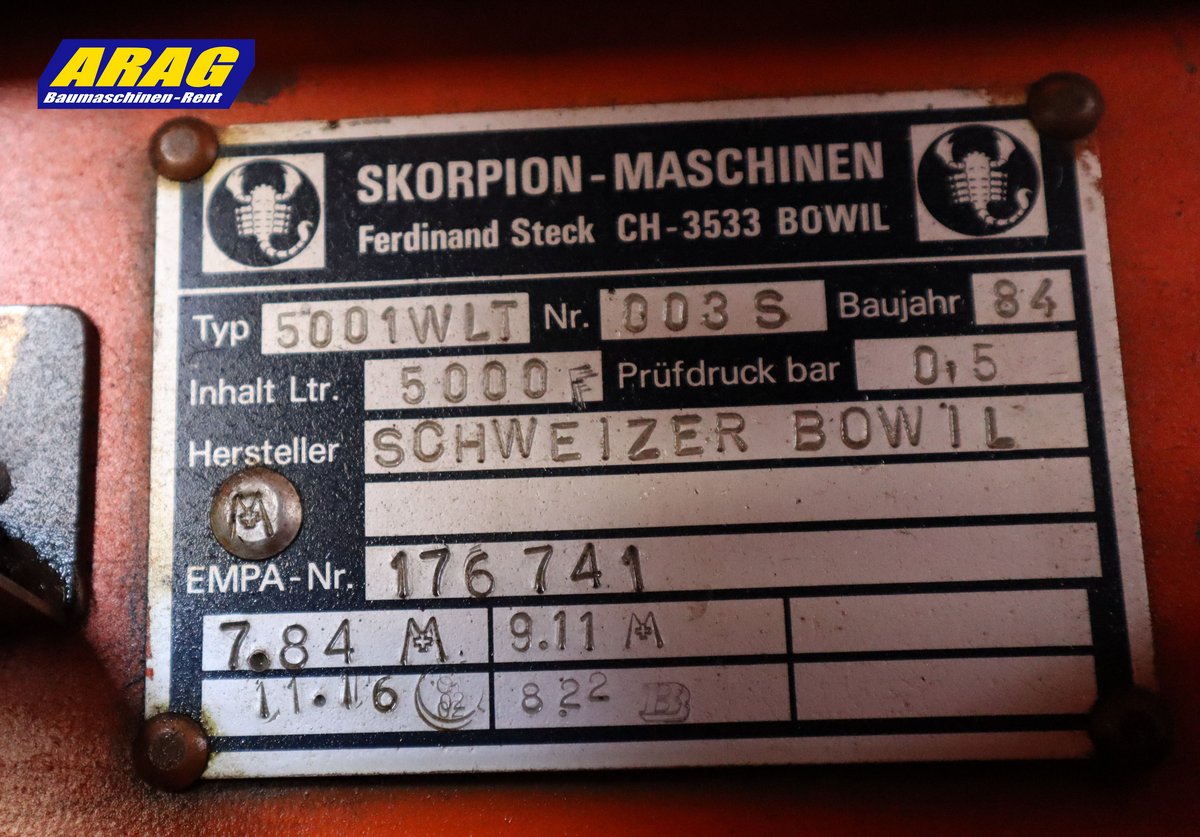 ARAG
Baumaschinen-Rent
SKORPION-MASCHINEN
Ferdinand Steck CH-3533 BOWIL
Typ 5001WLT Nr. 003S Baujahr 84
Inhalt Ltr. 5000 Prüfdruck bar 0,5
Hersteller SCHWEIZER BOWIL
EMPA-Nr. 176 741
7.84 9.11
11.16 8 22 B